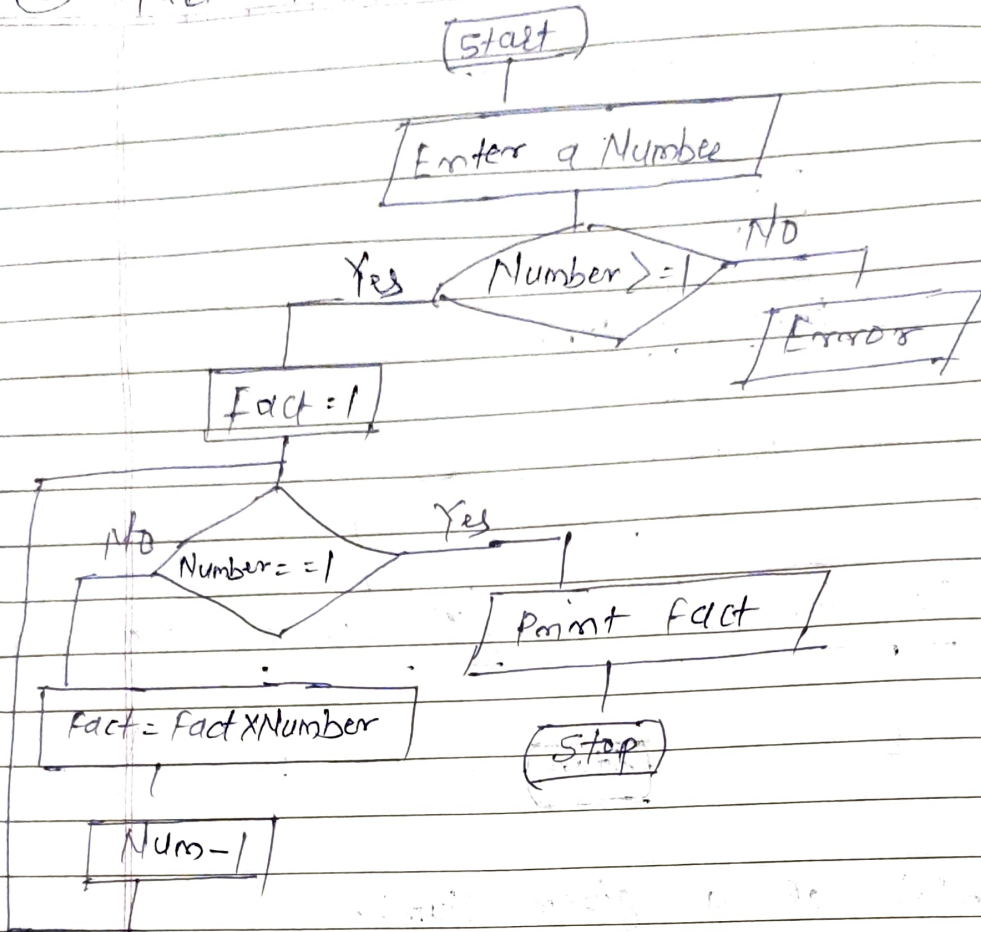 Start
Enter a Number
Number >=1
Yes
NO
Error
Fact = 1
Number = = 1
NO
Yes
Print Fact
Fact = Fact X Number
Stop
Num-1